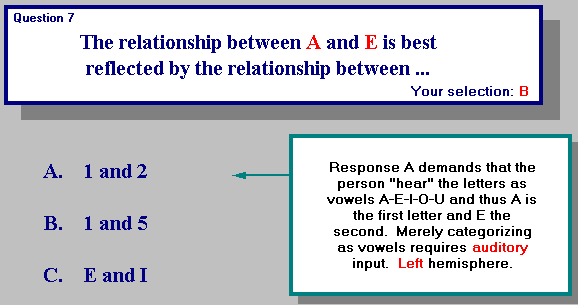 Question 7
The relationship between A and E is best
reflected by the relationship between ...
Your selection: B
A. 1 and 2
B. 1 and 5
C. E and I
Response A demands that the
person "hear" the letters as
vowels A-E-I-O-U and thus A is
the first letter and E the
second. Merely categorizing
as vowels requires auditory
input. Left hemisphere.